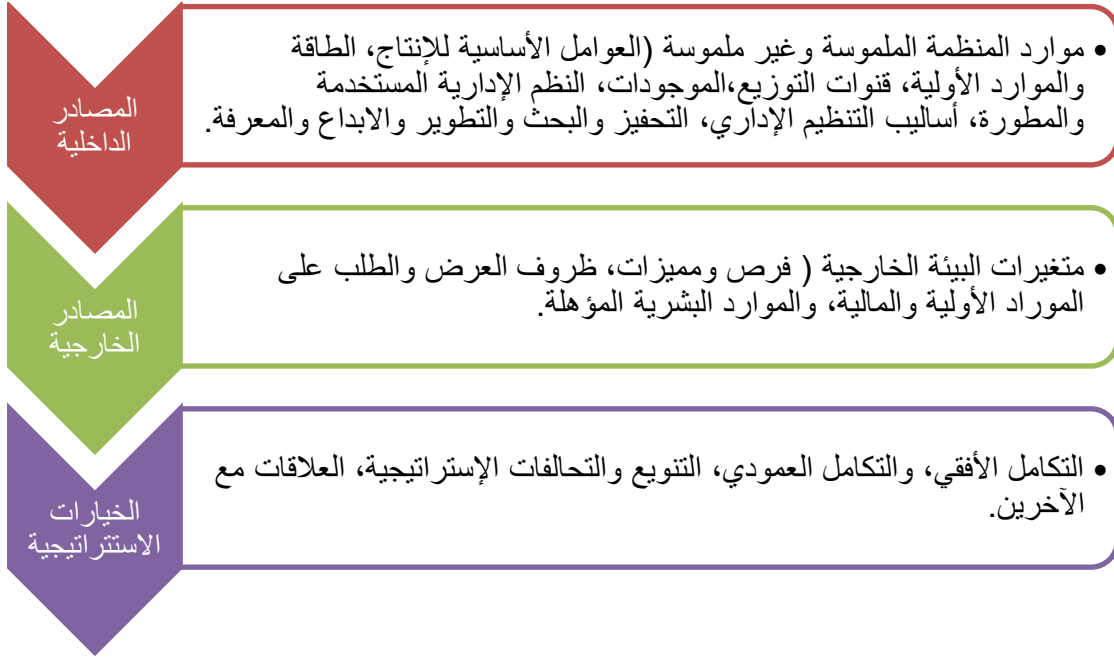 المصادر
الداخلية
• موارد المنظمة الملموسة وغير ملموسة (العوامل الأساسية للإنتاج، الطاقة
والموارد الأولية، قنوات التوزيع،الموجودات، النظم الإدارية المستخدمة
والمطورة، أساليب التنظيم الإداري، التحفيز والبحث والتطوير والابداع والمعرفة.
المصادر
الخارجية
• متغيرات البيئة الخارجية ( فرص ومميزات، ظروف العرض والطلب على
الموراد الأولية والمالية، والموارد البشرية المؤهلة.
الخيارات
الاستتراتيجية
• التكامل الأفقي، والتكامل العمودي، التنويع والتحالفات الإستراتيجية، العلاقات مع
الآخرين.